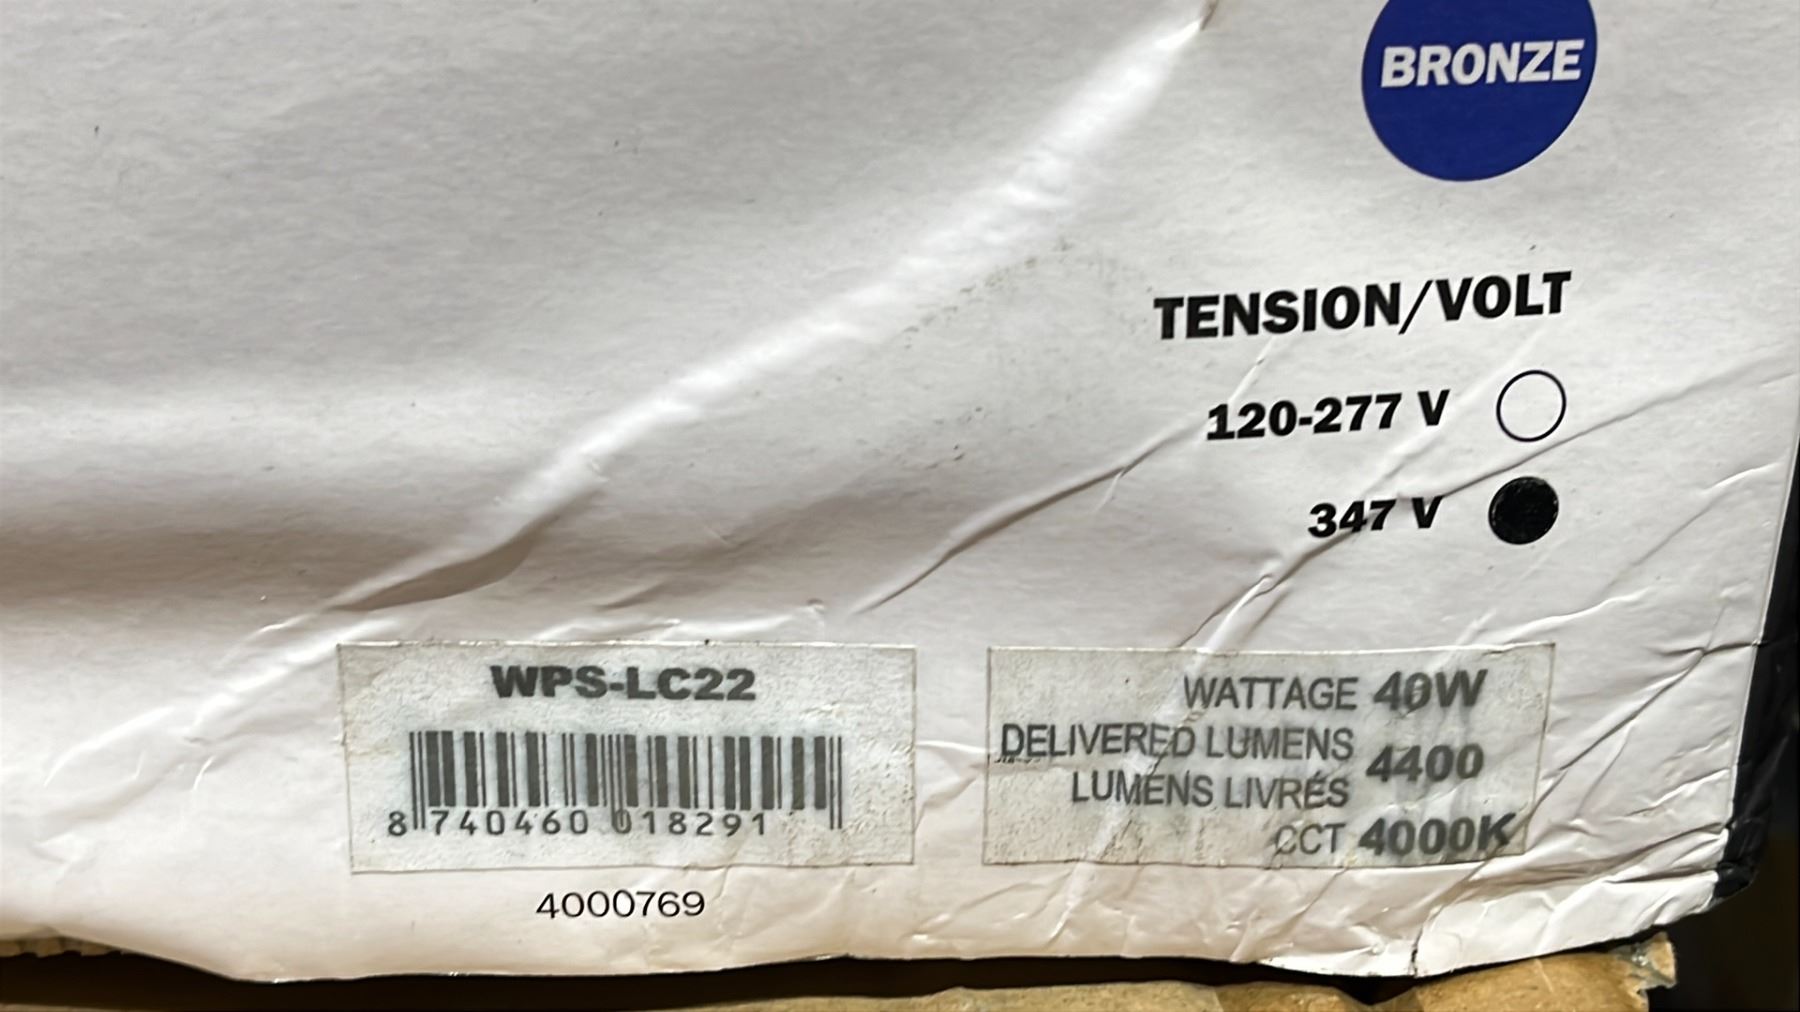 BRONZE
TENSION/VOLT
120-277 V
347 V
WPS-LC22
8 740460 018291
4000769
WATTAGE 40W
DELIVERED LUMENS
LUMENS LIVRÉS 4400
CCT 4000K